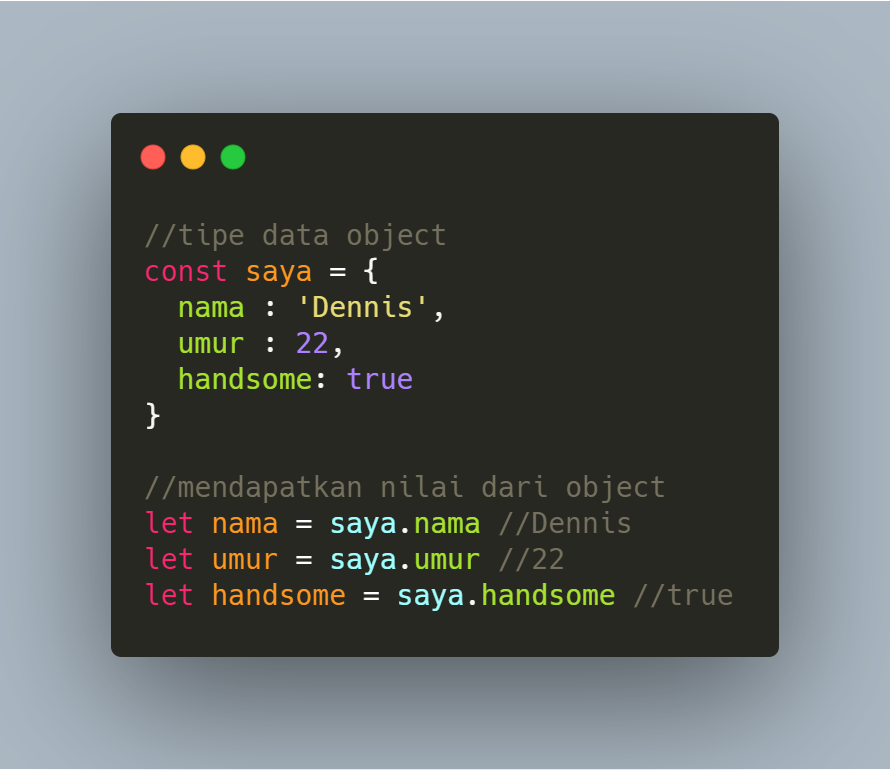 //tipe data object
const saya = {
  nama : 'Dennis',
  umur : 22,
  handsome: true
}
//mendapatkan nilai dari object
let nama = saya.nama //Dennis
let umur = saya.umur //22
let handsome = saya.handsome //true